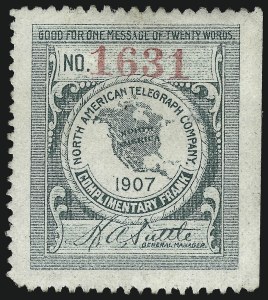 GOOD FOR ONE MESSAGE OF TWENTY WORDS.
NO. 1631
NORTH AMERICAN TELEGRAPH COMPANY.
NORTH
AMERICA
1907
COMPLIMENTARY FRANK
GENERAL MANAGER.